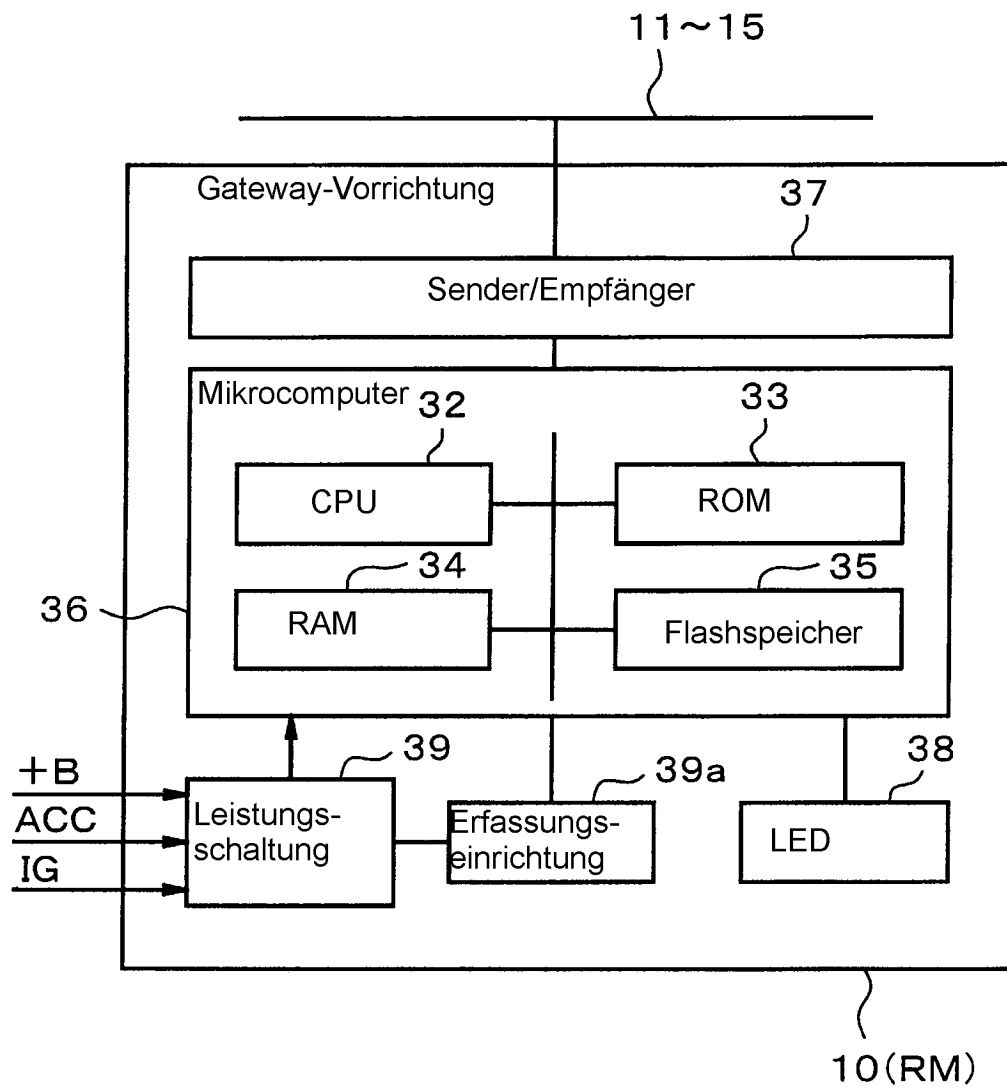 11～15
Gateway-Vorrichtung
37
Sender/Empfänger
Mikrocomputer
32
33
CPU
ROM
34
35
36
RAM
Flashspeicher
39
39a
38
+B
ACC
IG
Leistungs-
schaltung
Erfassungs-
einrichtung
LED
10(RM)